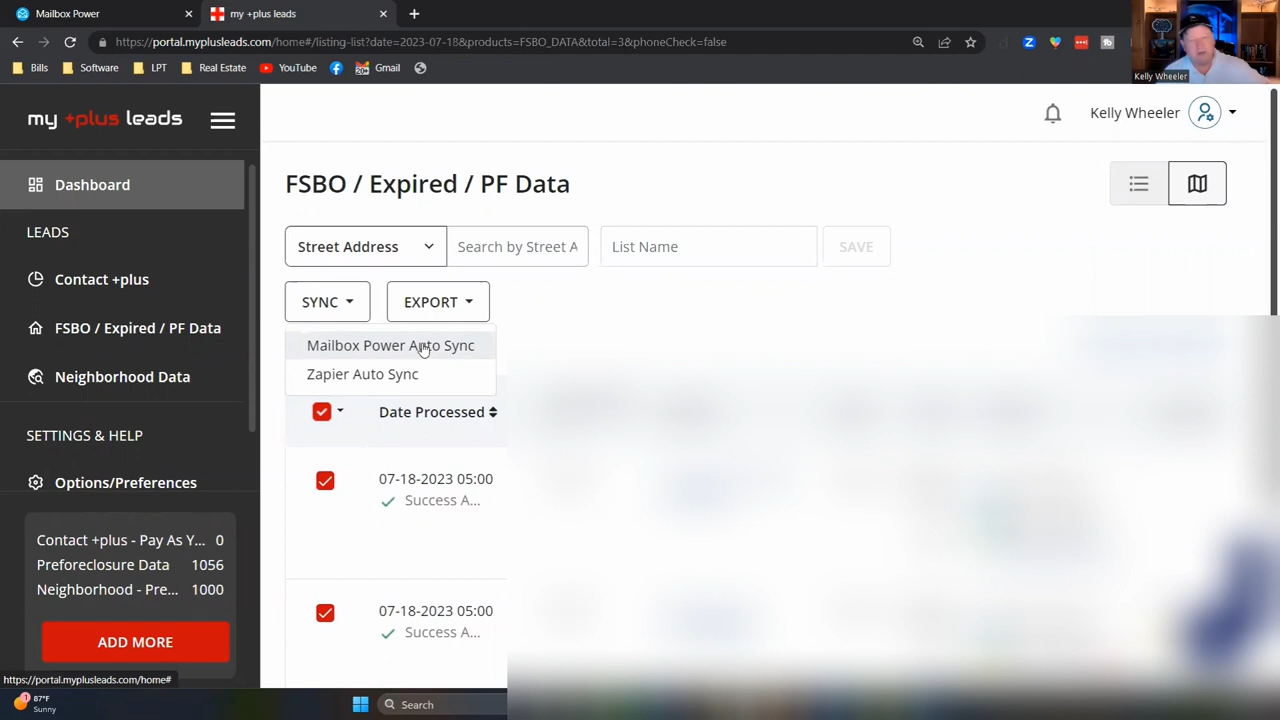 Mailbox Power
my +plus leads
https://portal.myplusleads.com/home#/listing-list?date=2023-07-18&products=FSBO_DATA&total=3&phoneCheck=false
Bills
Software
LPT
Real Estate
YouTube
Gmail
Kelly Wheeler
my +plus leads
Kelly Wheeler
Dashboard
LEADS
Contact +plus
FSBO / Expired / PF Data
Neighborhood Data
SETTINGS & HELP
Options/Preferences
Contact +plus - Pay As Y... 0
Preforeclosure Data 1056
Neighborhood - Pre... 1000
ADD MORE
https://portal.myplusleads.com/home#
FSBO / Expired / PF Data
Street Address
Search by Street A
List Name
SAVE
SYNC
EXPORT
Mailbox Power Auto Sync
Zapier Auto Sync
Date Processed
07-18-2023 05:00
Success A...
07-18-2023 05:00
Success A...
1
87°F
Sunny
Search